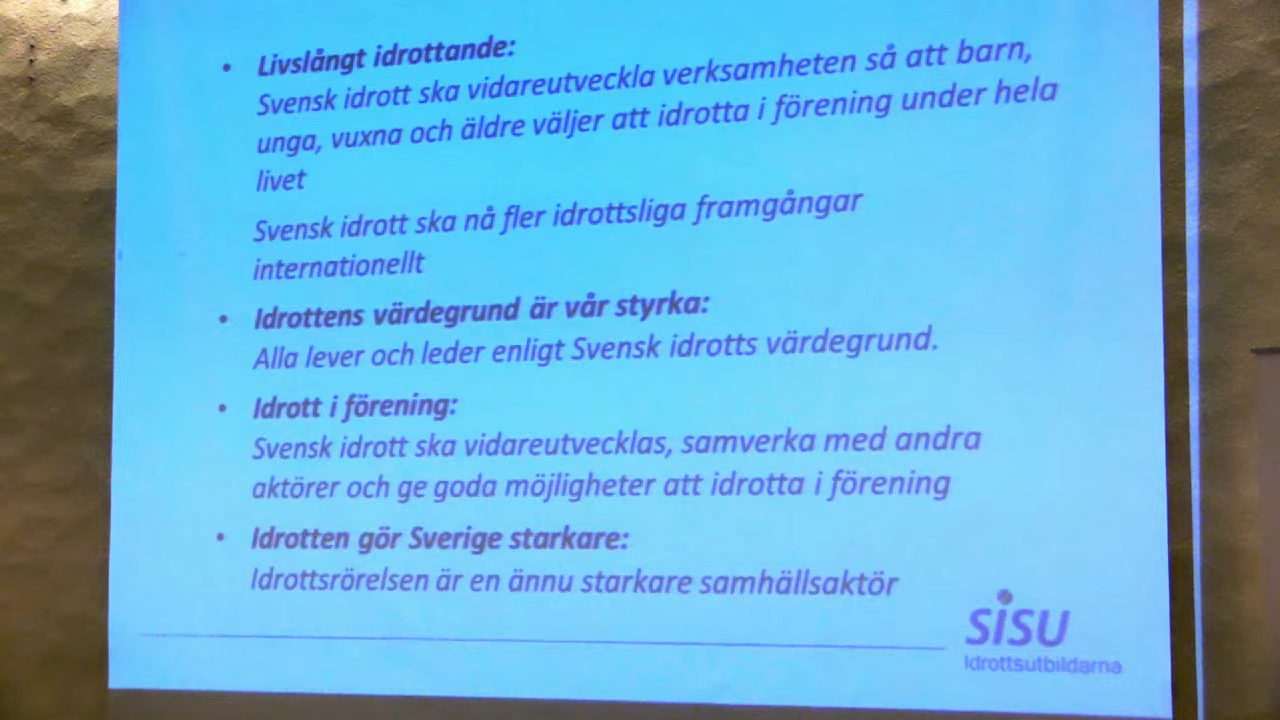 • Livslångt idrottande:
Svensk idrott ska vidareutveckla verksamheten så att barn,
unga, vuxna och äldre väljer att idrotta i förening under hela
livet
Svensk idrott ska nå fler idrottsliga framgångar
internationellt
• Idrottens värdegrund är vår styrka:
Alla lever och leder enligt Svensk idrotts värdegrund.
• Idrott i förening:
Svensk idrott ska vidareutvecklas, samverka med andra
aktörer och ge goda möjligheter att idrotta i förening
• Idrotten gör Sverige starkare:
Idrottsrörelsen är en ännu starkare samhällsaktör
sisu
Idrottsutbildarna